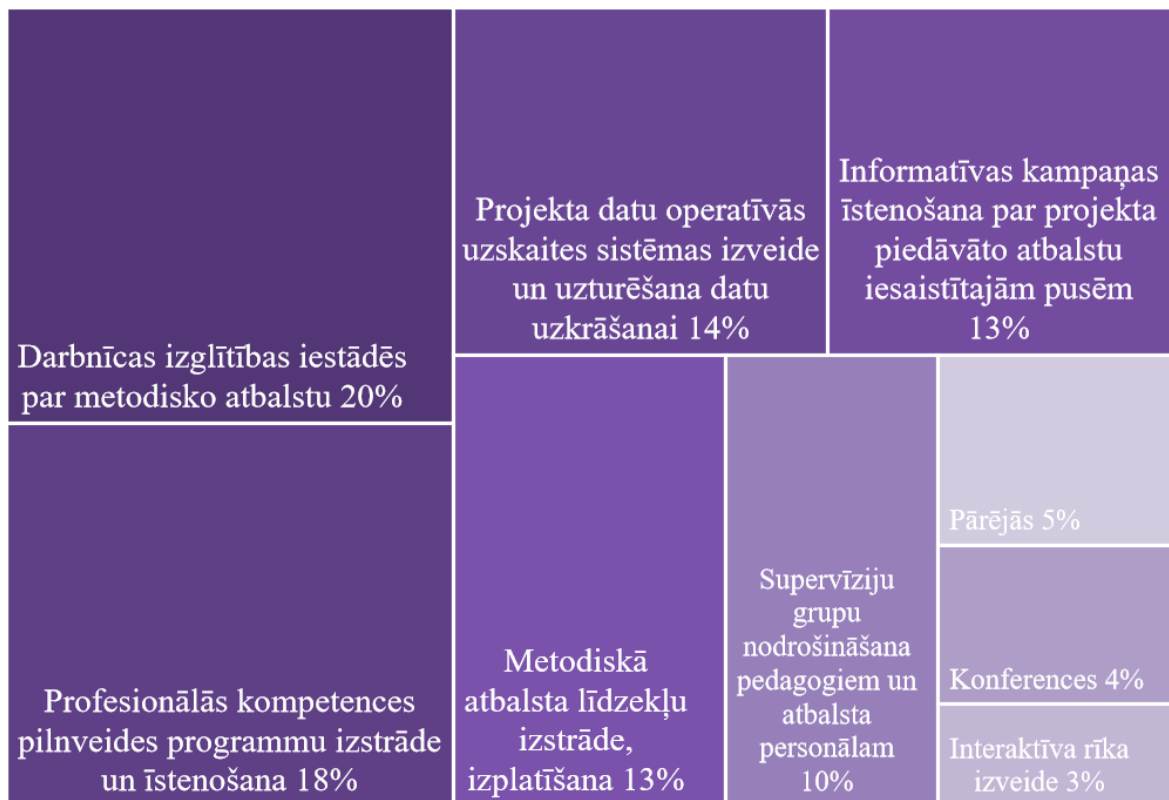 Darbnīcas izglītības iestādēs
par metodisko atbalstu 20%
Profesionālās kompetences
pilnveides programmu izstrāde
un īstenošana 18%
Projekta datu operatīvās
uzskaites sistēmas izveide
un uzturēšana datu
uzkrāšanai 14%
Informatīvas kampaņas
īstenošana par projekta
piedāvāto atbalstu
iesaistītajām pusēm
13%
Metodiskā
atbalsta līdzekļu
izstrāde,
izplatīšana 13%
Supervīziju
grupu
nodrošināšana
pedagogiem un
atbalsta
personālam
10%
Pārējās 5%
Konferences 4%
Interaktīva rīka
izveide 3%